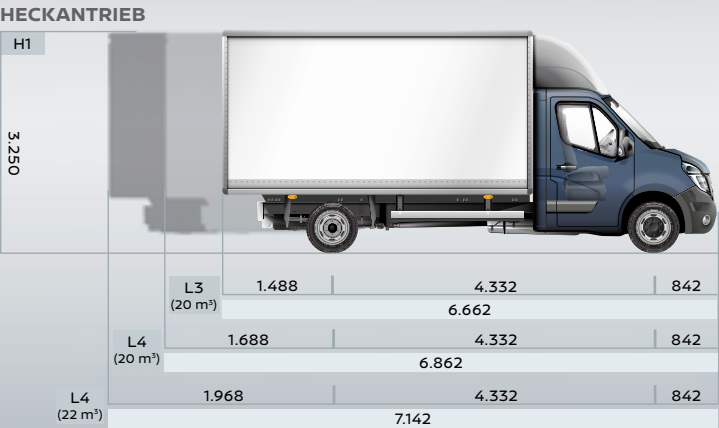 HECKANTRIEB
H1
3.250
L3 1.488 4.332 842
(20 m³) 6.662
L4 1.688 4.332 842
(20 m³) 6.862
L4 1.968 4.332 842
(22 m³) 7.142